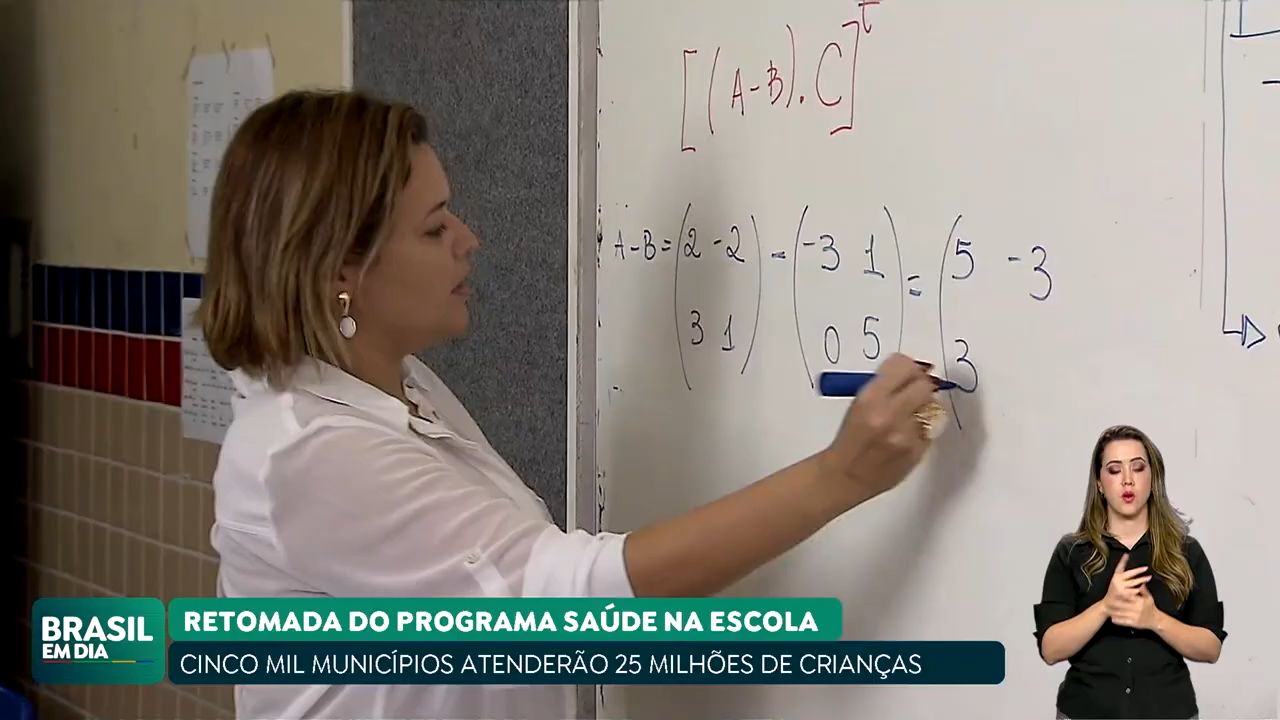 [(A-B).C]^t
A-B = (2 -2) - (-3 1) = (5 -3
(3 1) (0 5) (3
BRASIL
EM DIA
RETOMADA DO PROGRAMA SAÚDE NA ESCOLA
CINCO MIL MUNICÍPIOS ATENDERÃO 25 MILHÕES DE CRIANÇAS